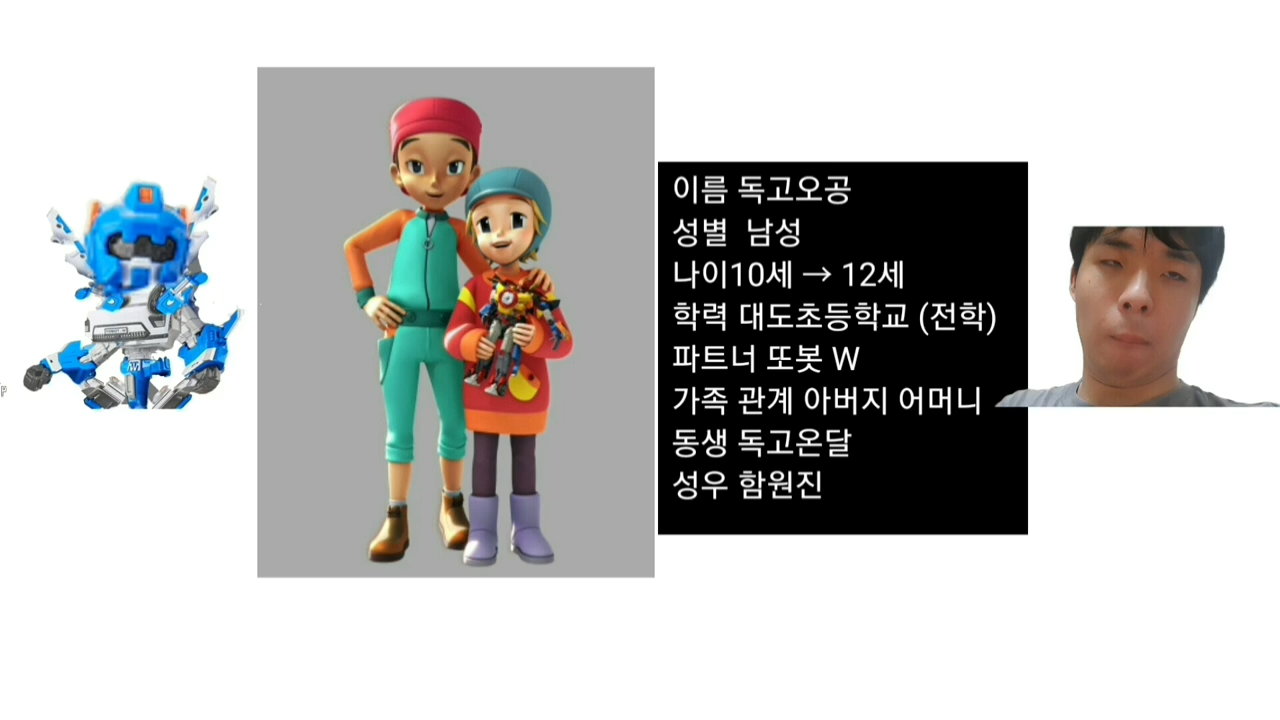 이름 독고오공
성별 남성
나이10세 → 12세
학력 대도초등학교 (전학)
파트너 또봇 W
가족 관계 아버지 어머니
동생 독고온달
성우 함원진